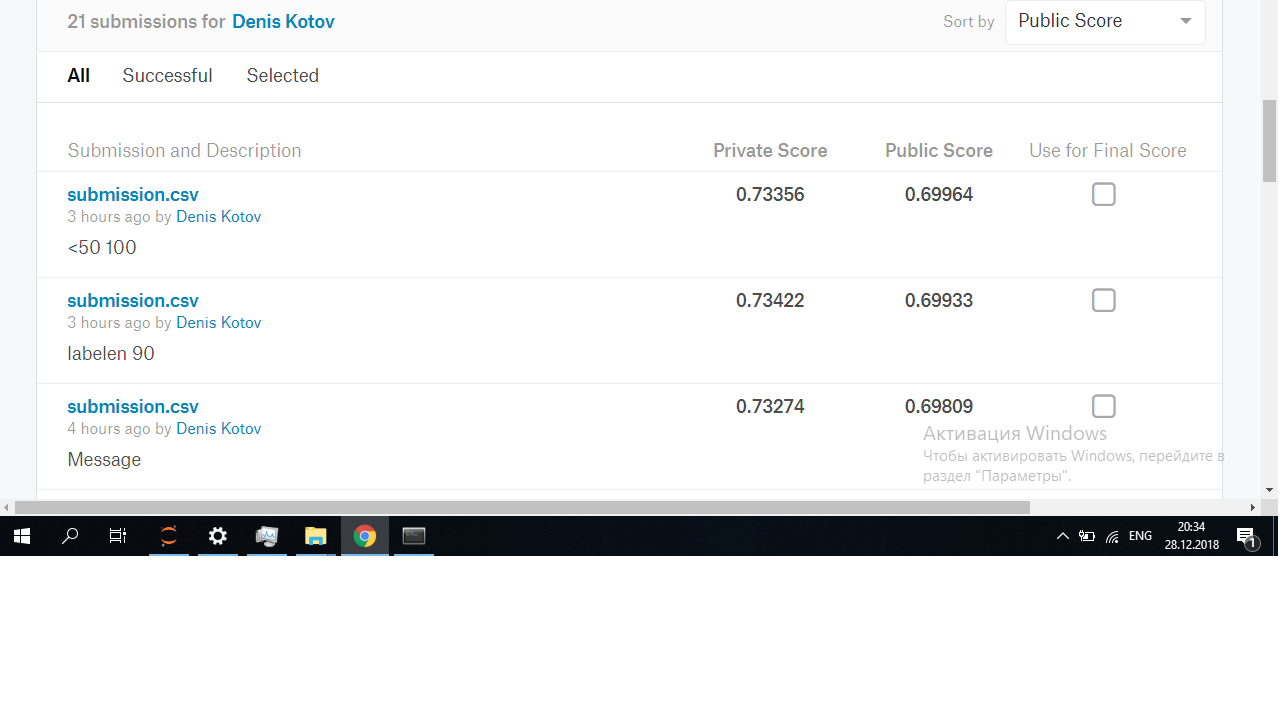 21 submissions for Denis Kotov
Sort by Public Score
All Successful Selected
Submission and Description Private Score Public Score Use for Final Score
submission.csv 0.73356 0.69964
3 hours ago by Denis Kotov
<50 100
submission.csv 0.73422 0.69933
3 hours ago by Denis Kotov
labelen 90
submission.csv 0.73274 0.69809
4 hours ago by Denis Kotov
Message
Активация Windows
Чтобы активировать Windows, перейдите в
раздел "Параметры".
ENG
20:34
28.12.2018
1